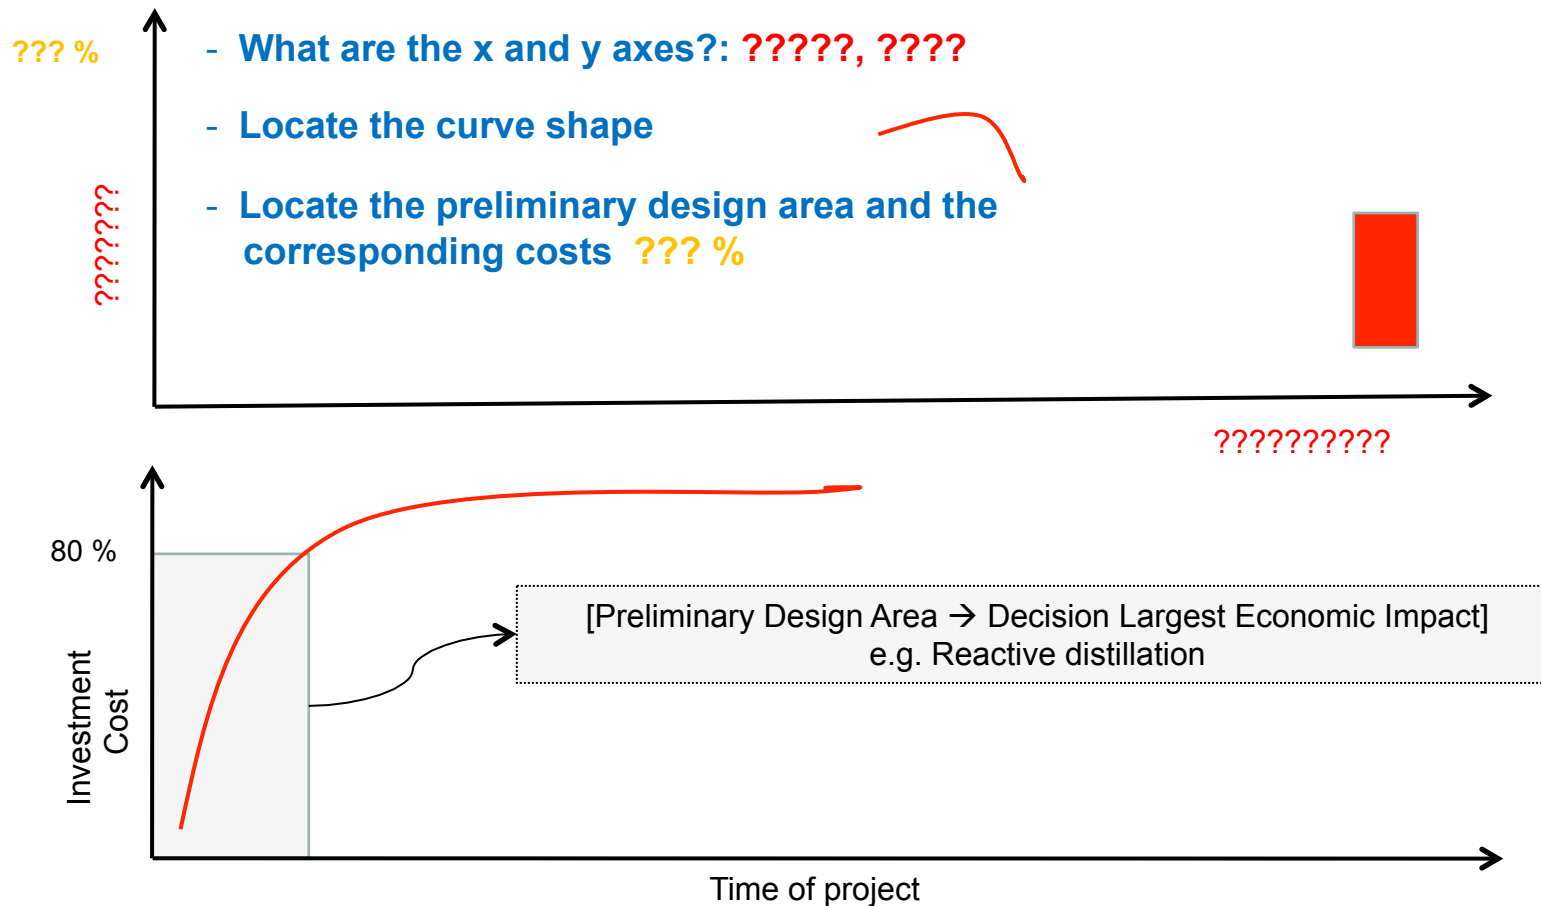 ??? %
- What are the x and y axes?: ?????, ????
- Locate the curve shape
- Locate the preliminary design area and the
corresponding costs ??? %
????????
??????????
80 %
[Preliminary Design Area → Decision Largest Economic Impact]
e.g. Reactive distillation
Investment
Cost
Time of project